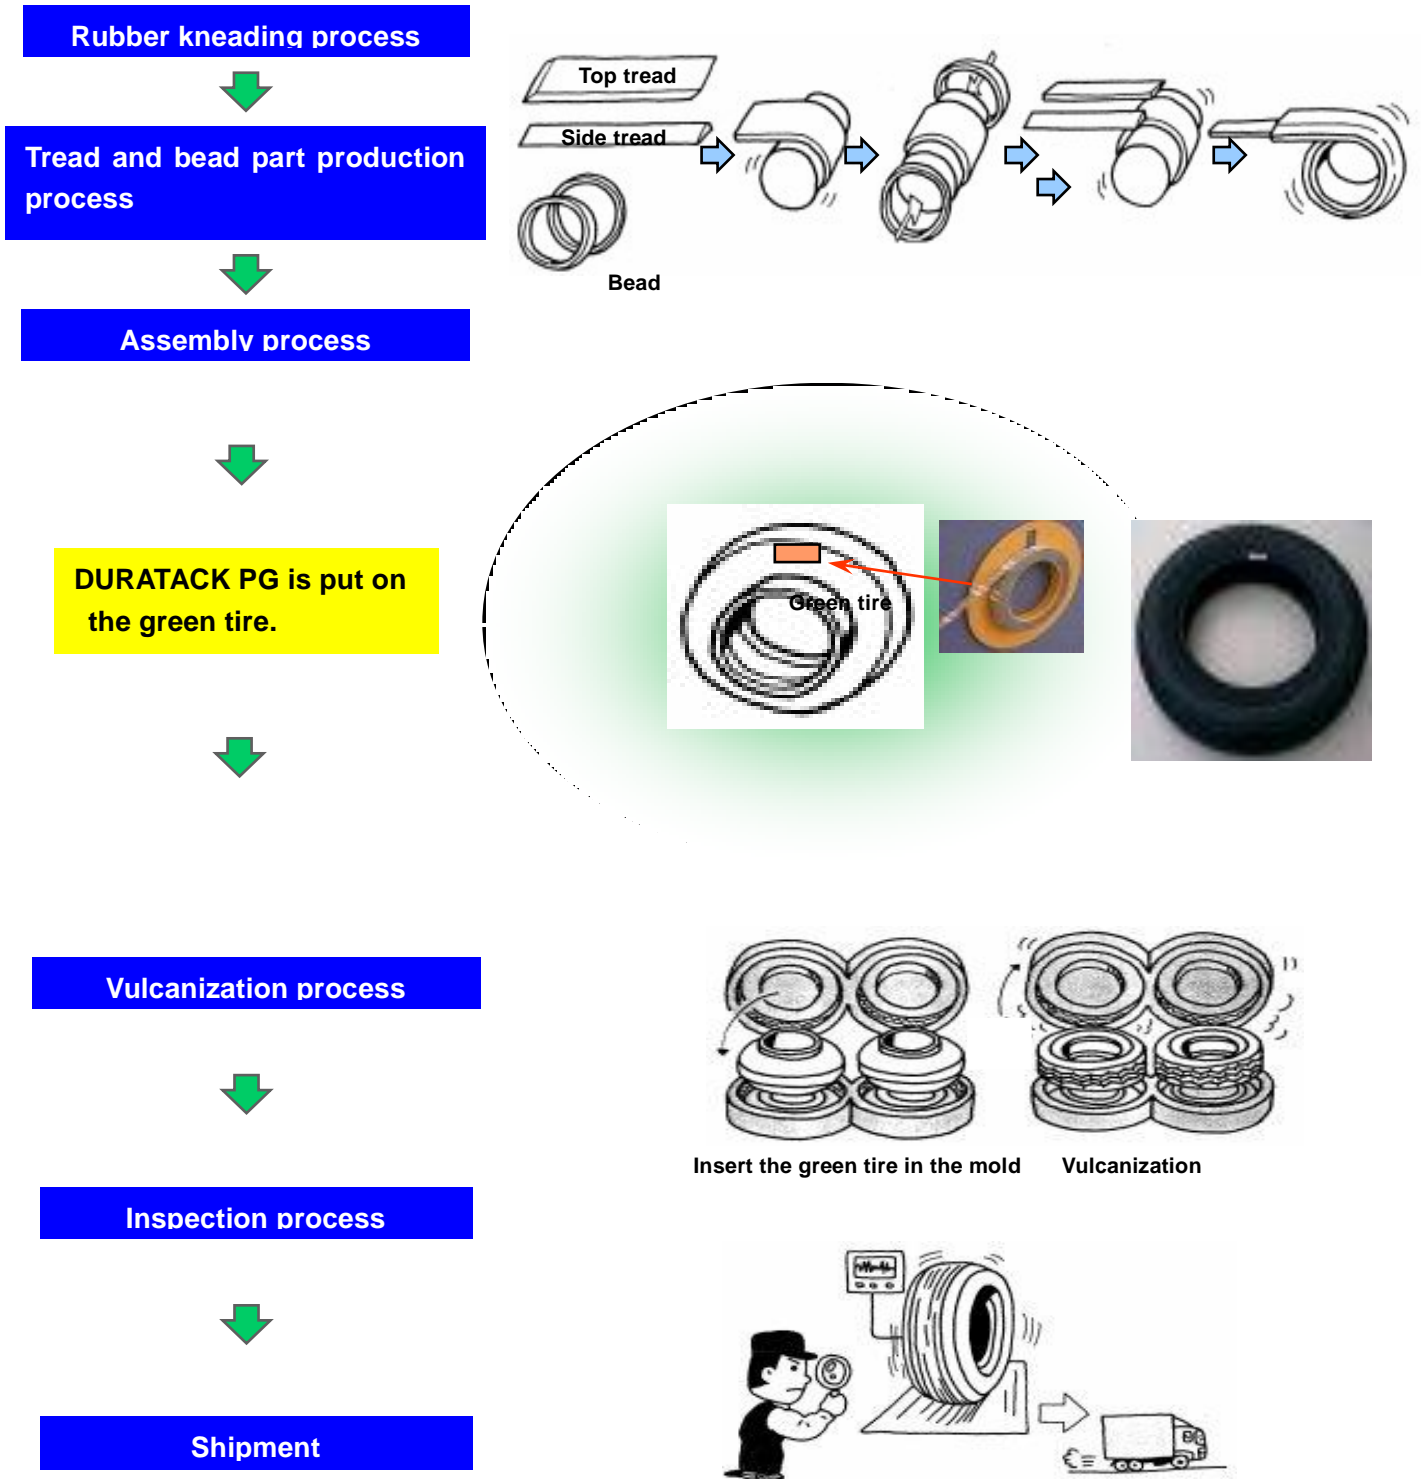 Rubber kneading process
Top tread
Side tread
Tread and bead part production
process
Bead
Assembly process
DURATACK PG is put on
the green tire.
Green tire
Vulcanization process
Insert the green tire in the mold
Vulcanization
Inspection process
Shipment